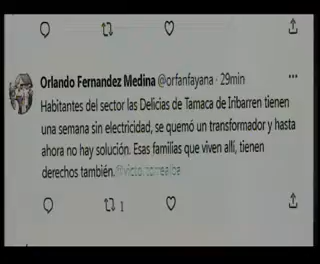 Orlando Fernandez Medina @orfanfayana · 29min
Habitantes del sector las Delicias de Tamaca de Iribarren tienen
una semana sin electricidad, se quemó un transformador y hasta
ahora no hay solución. Esas familias que viven allí, tienen
derechos también.
1